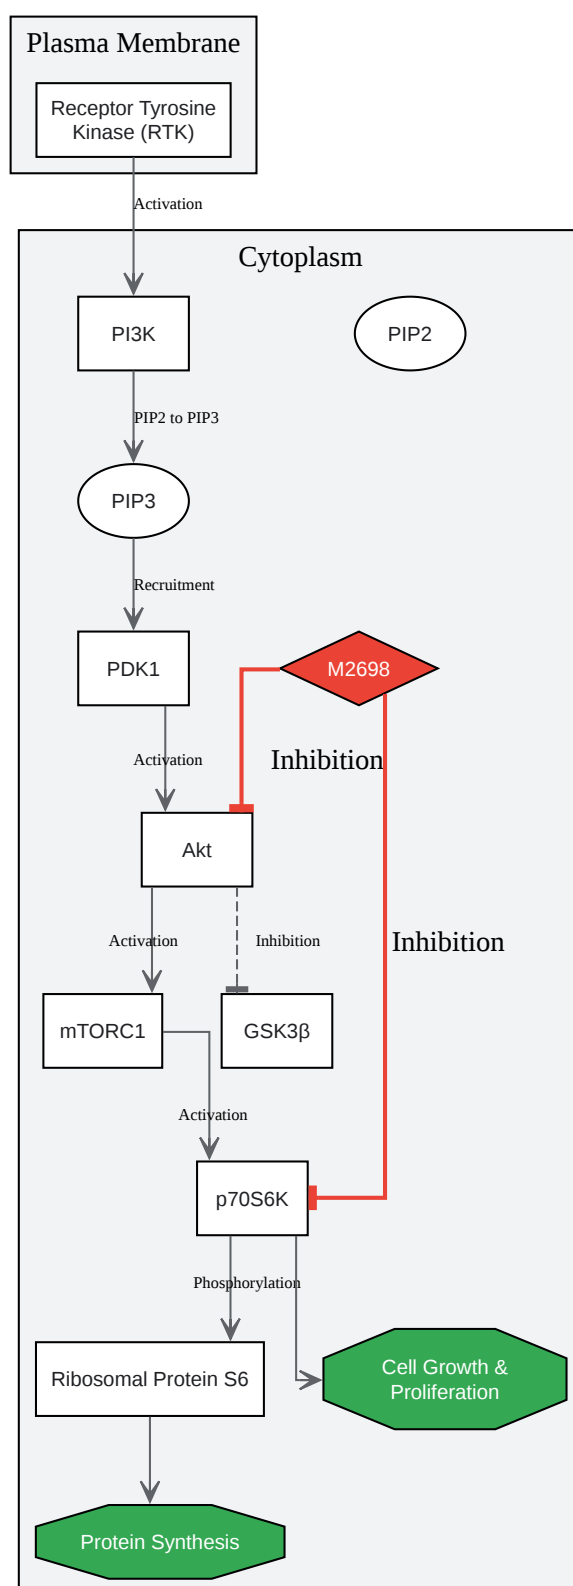 Plasma Membrane
Receptor Tyrosine
Kinase (RTK)
Activation
Cytoplasm
PI3K
PIP2
PIP2 to PIP3
PIP3
Recruitment
PDK1
M2698
Activation
Inhibition
Akt
Activation
Inhibition
Inhibition
mTORC1
GSK3β
Activation
p70S6K
Phosphorylation
Ribosomal Protein S6
Cell Growth &
Proliferation
Protein Synthesis